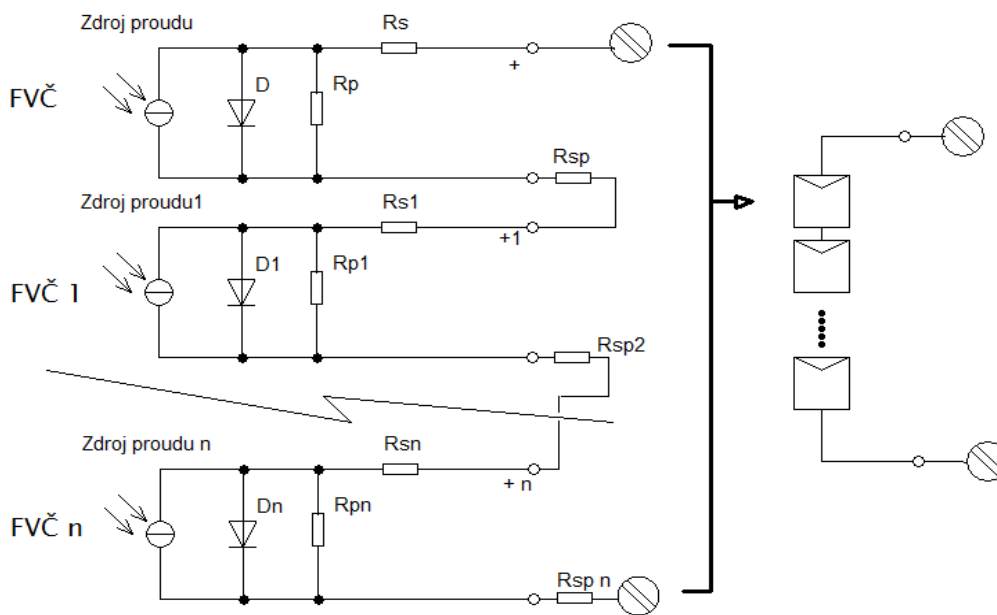 Zdroj proudu
Rs
+
FVČ
D
Rp
Rsp
Zdroj proudu1
Rs1
+1
FVČ 1
D1
Rp1
Rsp2
Zdroj proudu n
Rsn
+ n
FVČ n
Dn
Rpn
Rsp n